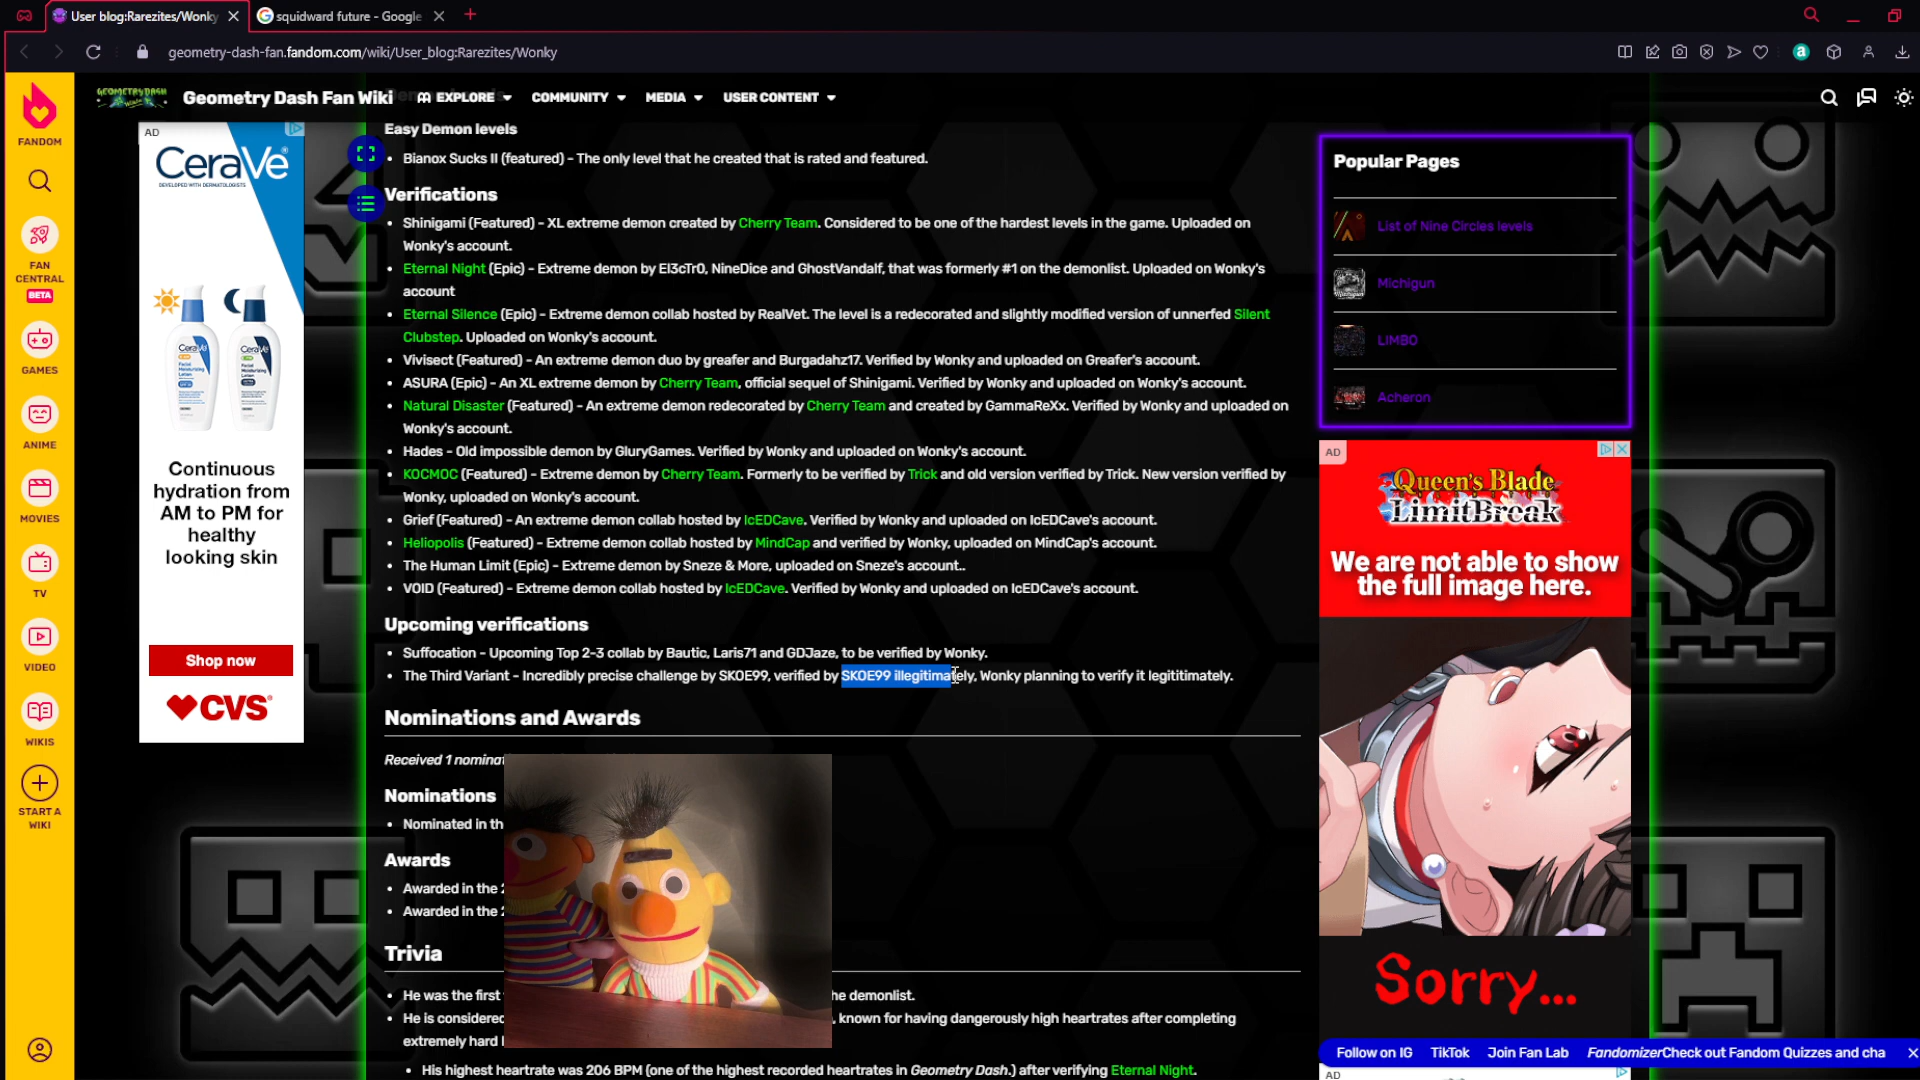 User blog:Rarezites/Wonky
squidward future - Google
geometry-dash-fan.fandom.com/wiki/User_blog:Rarezites/Wonky
a
GEOMETRY DASH
Geometry Dash Fan Wiki
EXPLORE
COMMUNITY
MEDIA
USER CONTENT
FANDOM
FAN
CENTRAL
BETA
GAMES
ANIME
MOVIES
TV
VIDEO
WIKIS
START A
WIKI
AD
CeraVe
DEVELOPED WITH DERMATOLOGISTS
CeraVe
CeraVe
Continuous
hydration from
AM to PM for
healthy
looking skin
Shop now
CVS
Easy Demon levels
• Bianox Sucks II (featured) - The only level that he created that is rated and featured.
Verifications
• Shinigami (Featured) - XL extreme demon created by Cherry Team. Considered to be one of the hardest levels in the game. Uploaded on
Wonky's account.
• Eternal Night (Epic) - Extreme demon by El3cTr0, NineDice and GhostVandalf, that was formerly #1 on the demonlist. Uploaded on Wonky's
account
• Eternal Silence (Epic) - Extreme demon collab hosted by RealVet. The level is a redecorated and slightly modified version of unnerfed Silent
Clubstep. Uploaded on Wonky's account.
• Vivisect (Featured) - An extreme demon duo by greafer and Burgadahz17. Verified by Wonky and uploaded on Greafer's account.
• ASURA (Epic) - An XL extreme demon by Cherry Team, official sequel of Shinigami. Verified by Wonky and uploaded on Wonky's account.
• Natural Disaster (Featured) - An extreme demon redecorated by Cherry Team and created by GammaReXx. Verified by Wonky and uploaded on
Wonky's account.
• Hades - Old impossible demon by GluryGames. Verified by Wonky and uploaded on Wonky's account.
• KOCMOC (Featured) - Extreme demon by Cherry Team. Formerly to be verified by Trick and old version verified by Trick. New version verified by
Wonky, uploaded on Wonky's account.
• Grief (Featured) - An extreme demon collab hosted by IcEDCave. Verified by Wonky and uploaded on IcEDCave's account.
• Heliopolis (Featured) - Extreme demon collab hosted by MindCap and verified by Wonky, uploaded on MindCap's account.
• The Human Limit (Epic) - Extreme demon by Sneze & More, uploaded on Sneze's account..
• VOID (Featured) - Extreme demon collab hosted by IcEDCave. Verified by Wonky and uploaded on IcEDCave's account.
Upcoming verifications
• Suffocation - Upcoming Top 2-3 collab by Bautic, Laris71 and GDJaze, to be verified by Wonky.
• The Third Variant - Incredibly precise challenge by SKOE99, verified by SKOE99 illegitimately, Wonky planning to verify it legititimately.
Nominations and Awards
Received 1 nomina
Nominations
• Nominated in th
Awards
• Awarded in the
• Awarded in the
Trivia
• He was the first he demonlist.
• He is considered , known for having dangerously high heartrates after completing
extremely hard
• His highest heartrate was 206 BPM (one of the highest recorded heartrates in Geometry Dash.) after verifying Eternal Night.
Popular Pages
List of Nine Circles levels
Michigun
LIMBO
Acheron
AD
Queen's Blade
LimitBreak
We are not able to show
the full image here.
Sorry...
Follow on IG
TikTok
Join Fan Lab
FandomizerCheck out Fandom Quizzes and cha
AD